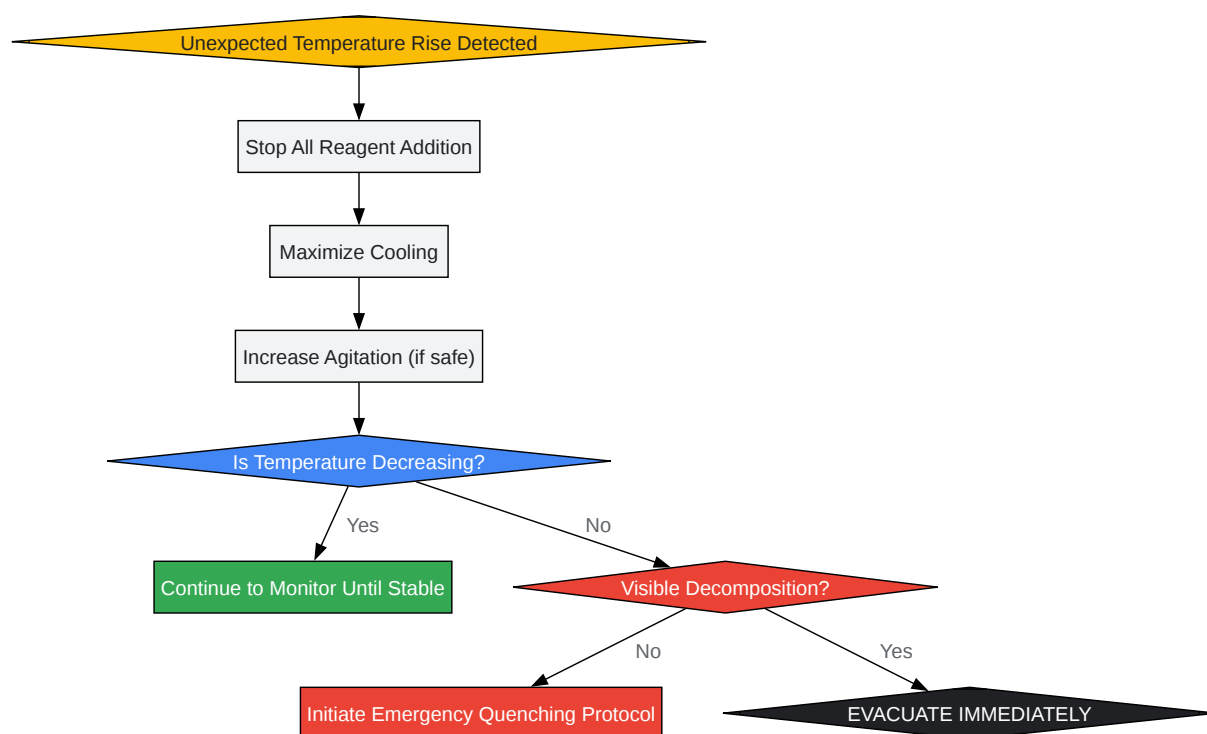 Unexpected Temperature Rise Detected
Stop All Reagent Addition
Maximize Cooling
Increase Agitation (if safe)
Is Temperature Decreasing?
Yes
No
Continue to Monitor Until Stable
Visible Decomposition?
No
Yes
Initiate Emergency Quenching Protocol
EVACUATE IMMEDIATELY